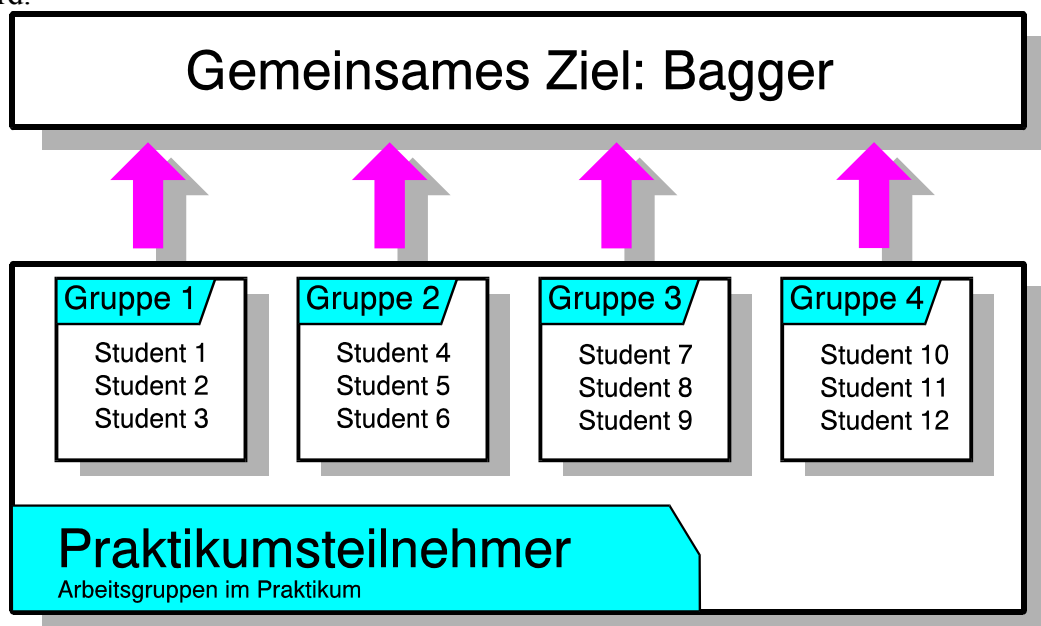 Gemeinsames Ziel: Bagger
Gruppe 1
Student 1
Student 2
Student 3
Gruppe 2
Student 4
Student 5
Student 6
Gruppe 3
Student 7
Student 8
Student 9
Gruppe 4
Student 10
Student 11
Student 12
Praktikumsteilnehmer
Arbeitsgruppen im Praktikum